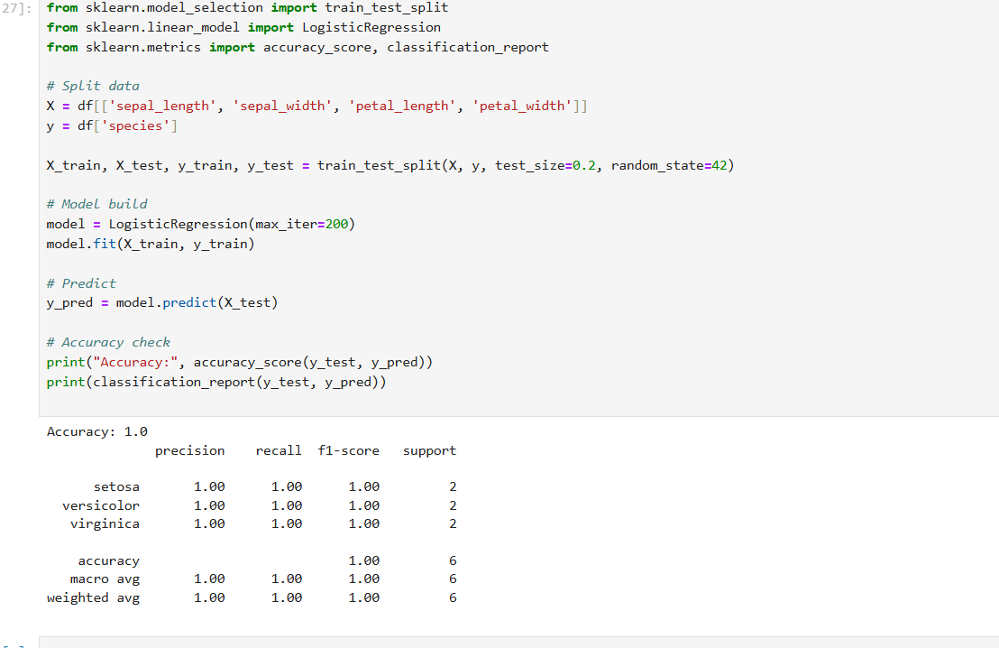 27]: from sklearn.model_selection import train_test_split
from sklearn.linear_model import LogisticRegression
from sklearn.metrics import accuracy_score, classification_report
# Split data
X = df[['sepal_length', 'sepal_width', 'petal_length', 'petal_width']]
y = df['species']
X_train, X_test, y_train, y_test = train_test_split(X, y, test_size=0.2, random_state=42)
# Model build
model = LogisticRegression(max_iter=200)
model.fit(X_train, y_train)
# Predict
y_pred = model.predict(X_test)
# Accuracy check
print("Accuracy:", accuracy_score(y_test, y_pred))
print(classification_report(y_test, y_pred))
Accuracy: 1.0
precision recall f1-score support
setosa 1.00 1.00 1.00 2
versicolor 1.00 1.00 1.00 2
virginica 1.00 1.00 1.00 2
accuracy 1.00 6
macro avg 1.00 1.00 1.00 6
weighted avg 1.00 1.00 1.00 6